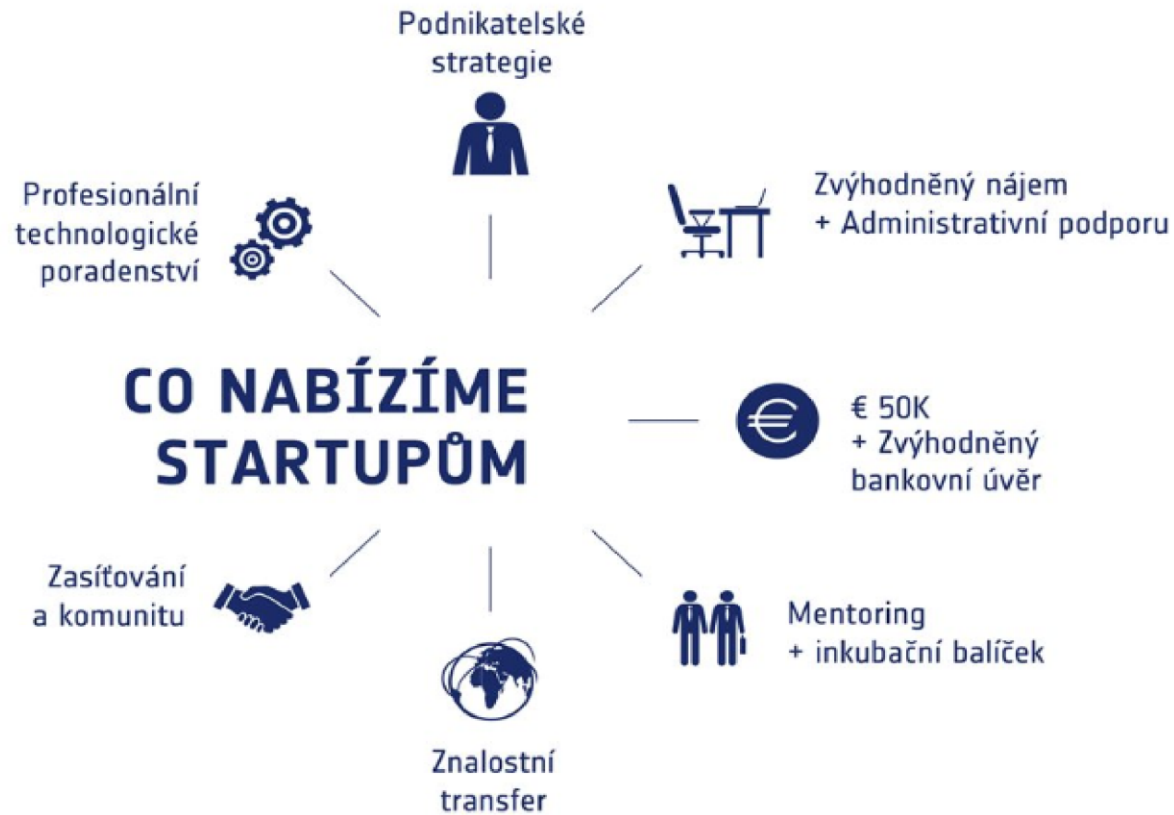 Podnikatelské
strategie
Profesionální
technologické
poradenství
Zvýhodněný nájem
+ Administrativní podporu
CO NABÍZÍME
STARTUPŮM
€ 50K
+ Zvýhodněný
bankovní úvěr
Zasíťování
a komunitu
Mentoring
+ inkubační balíček
Znalostní
transfer